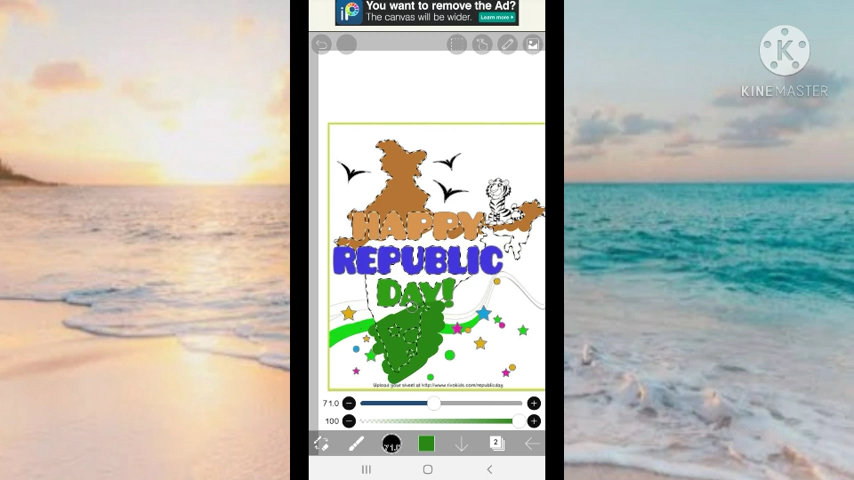 You want to remove the Ad?
The canvas will be wider.
Learn more
KINEMASTER
HAPPY
REPUBLIC
DAY!
71.0
100
2